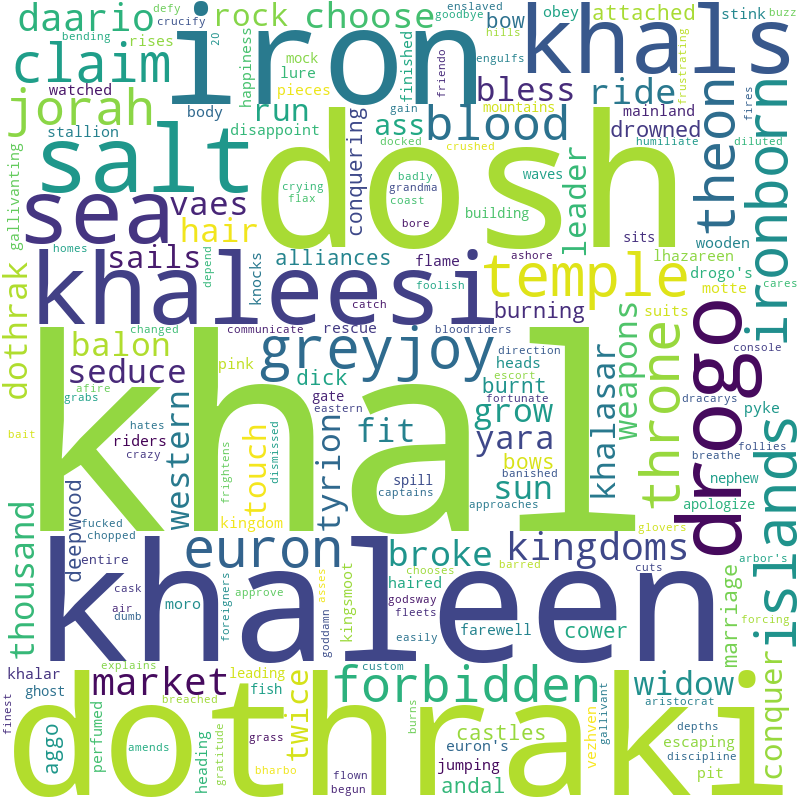 daario
crucify
defy
bending
rises
20
goodbye
enslaved
obey
stink
buzz
rock
choose
bow
attached
hills
engulfs
iron
khals
claim
watched
happiness
mock
lure
pieces
finished
friendo
bless
ride
mountains
mainland
fires
frustrating
jorah
stallion
body
run
disappoint
ass
gain
blood
crushed
drowned
humiliate
diluted
gallivanting
salt
dosh
conquering
docked
waves
theon
ironborn
badly
grandma
coast
crying
flax
bore
building
leader
sea
vaes
hair
sits
wooden
homes
sails
knocks
alliances
depend
flame
ashore
foolish
lhazareen
drogo's
cares
khaleesi
catch
temple
motte
dothrak
burning
suits
changed
communicate
rescue
bloodriders
direction
throne
drogo
console
balon
pink
greyjoy
heads
escort
khalasar
weapons
seduce
afire
grabs
dick
burnt
fortunate
dracarys
gate
eastern
grow
pyke
bait
hates
riders
crazy
khal
western
touch
tyrion
dismissed
frightens
fit
yara
bows
banished
follies
breathe
islands
nephew
apologize
spill
captains
approaches
sun
glovers
thousand
deepwood
fucked
chopped
kingdom
entire
euron
broke
kingdoms
arbor's
khaleen
cask
air
dumb
moro
foreigners
approve
goddamn
asses
kingsmoot
chooses
barred
haired
godsway
fleets
easily
farewell
cuts
cower
marriage
forcing
khalar
ghost
explains
market
leading
fish
custom
forbidden
widow
aristocrat
conquer
finest
aggo
perfumed
breached
amends
heading
gratitude
grass
bharbo
twice
flown
begun
burns
dothraki
castles
euron's
jumping
andal
vezhven
gallivant
depths
discipline
escaping
pit